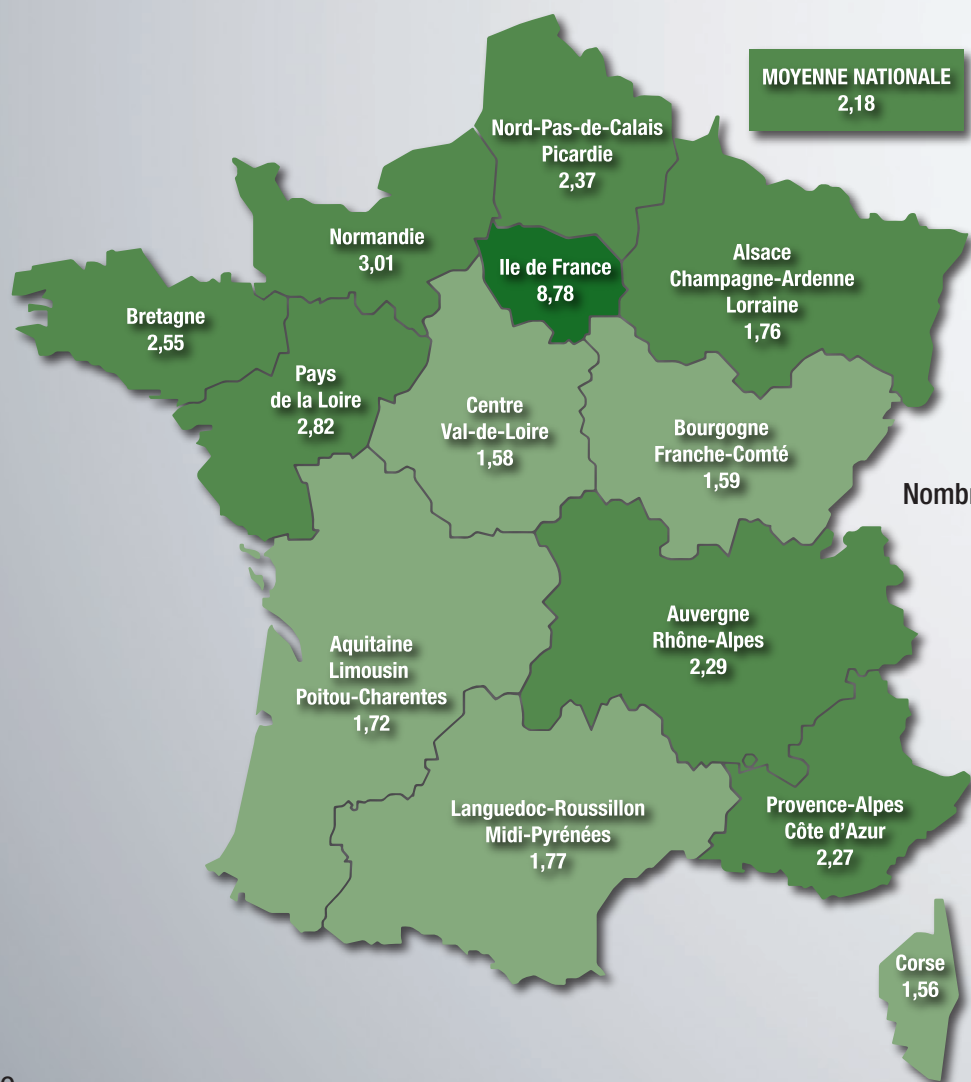 MOYENNE NATIONALE
2,18
Nord-Pas-de-Calais
Picardie
2,37
Normandie
3,01
Ile de France
8,78
Alsace
Champagne-Ardenne
Lorraine
1,76
Bretagne
2,55
Pays
de la Loire
2,82
Centre
Val-de-Loire
1,58
Bourgogne
Franche-Comté
1,59
Nombr
Auvergne
Rhône-Alpes
2,29
Aquitaine
Limousin
Poitou-Charentes
1,72
Languedoc-Roussillon
Midi-Pyrénées
1,77
Provence-Alpes
Côte d’Azur
2,27
Corse
1,56